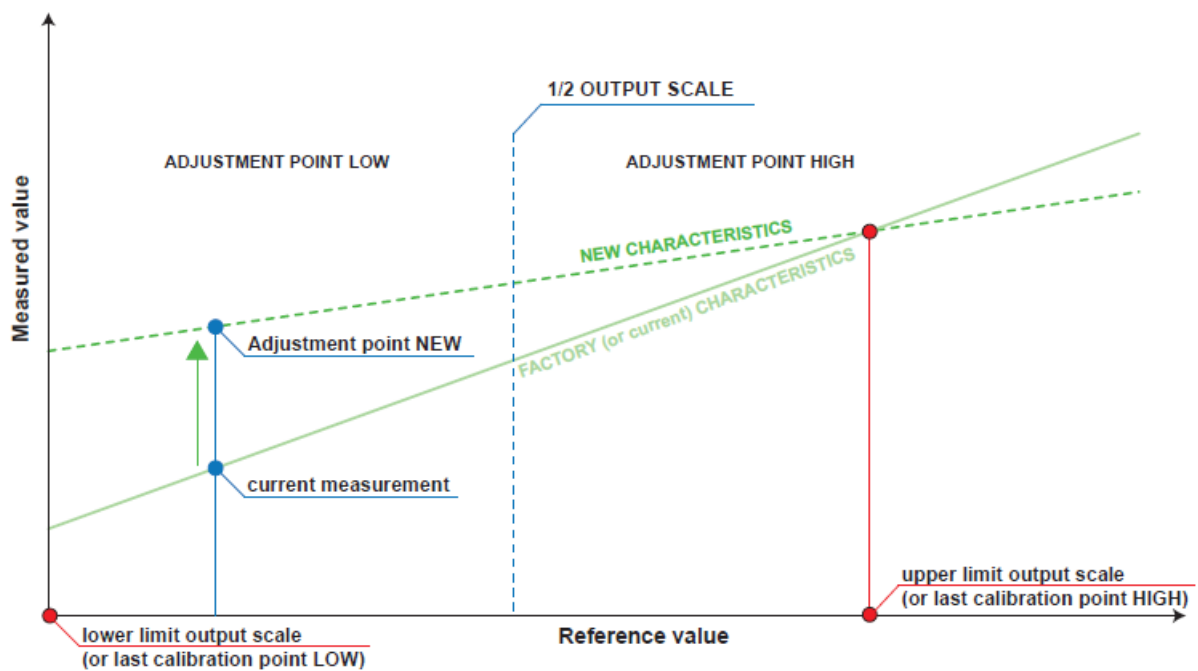 1/2 OUTPUT SCALE
ADJUSTMENT POINT LOW
ADJUSTMENT POINT HIGH
Measured value
NEW CHARACTERISTICS
FACTORY (or current) CHARACTERISTICS
Adjustment point NEW
current measurement
upper limit output scale
(or last calibration point HIGH)
lower limit output scale
(or last calibration point LOW)
Reference value